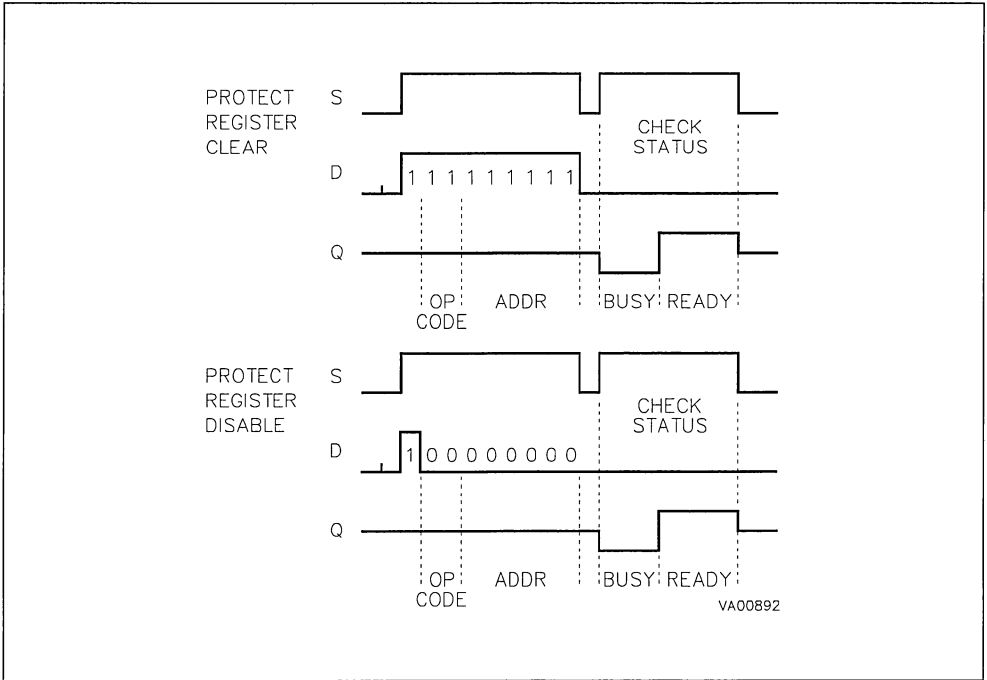 PROTECT
REGISTER
CLEAR
S
CHECK
STATUS
D
1 1 1 1 1 1 1 1 1
Q
OP
CODE
ADDR
BUSY
READY
PROTECT
REGISTER
DISABLE
S
CHECK
STATUS
D
1 0 0 0 0 0 0 0 0
Q
OP
CODE
ADDR
BUSY
READY
VA00892